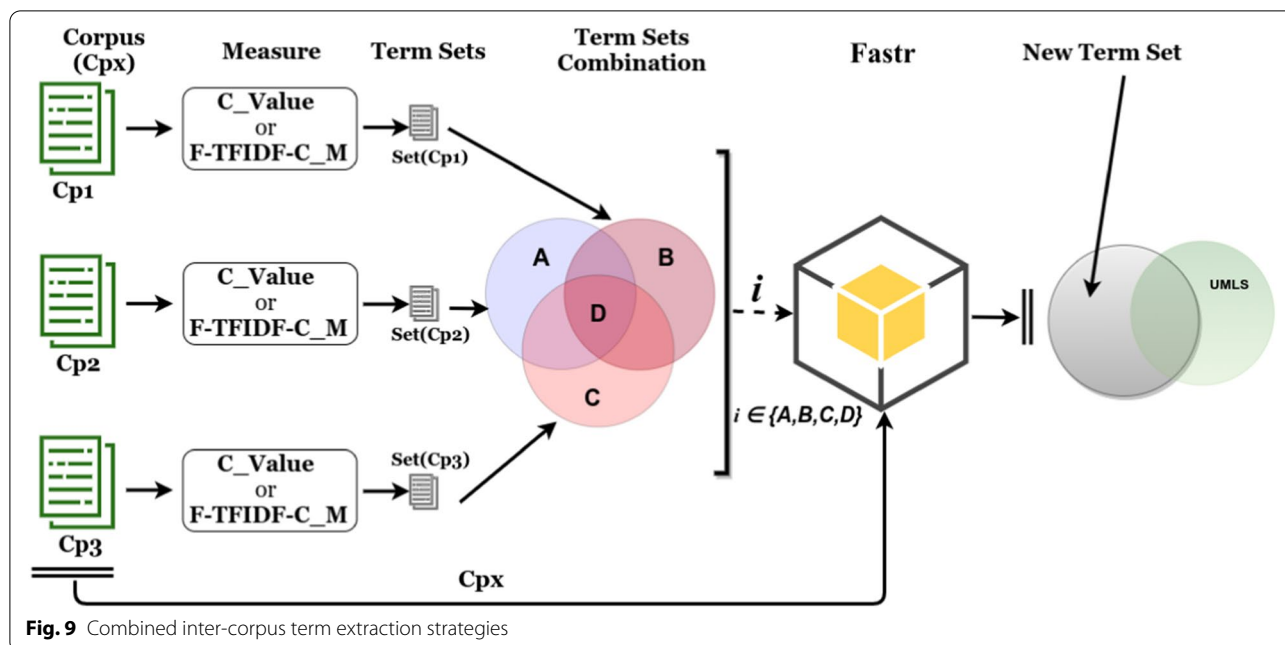 Corpus
(Cpx)
Measure
Term Sets
Term Sets
Combination
Fastr
New Term Set
C_Value
or
F-TFIDF-C_M
Set(Cp1)
Cp1
A
B
C_Value
or
F-TFIDF-C_M
Set(Cp2)
Cp2
D
i
UMLS
C
i ∈ {A,B,C,D}
C_Value
or
F-TFIDF-C_M
Set(Cp3)
Cp3
Cpx
Fig. 9 Combined inter-corpus term extraction strategies